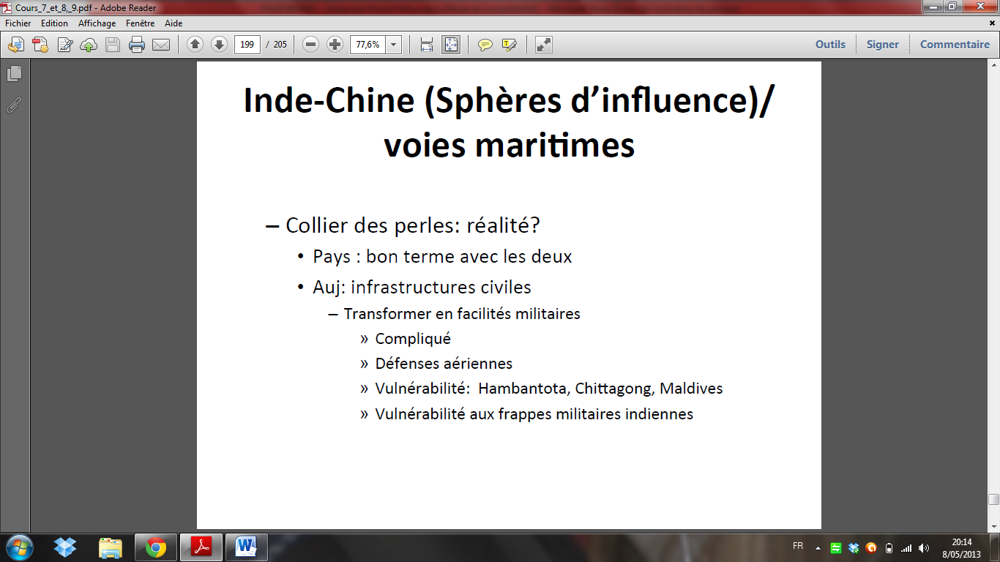 Cours_7_et_8,_9.pdf - Adobe Reader
Fichier Edition Affichage Fenêtre Aide
199 / 205 77,6% Outils Signer Commentaire
Inde-Chine (Sphères d’influence)/
voies maritimes
– Collier des perles: réalité?
• Pays : bon terme avec les deux
• Auj: infrastructures civiles
– Transformer en facilités militaires
» Compliqué
» Défenses aériennes
» Vulnérabilité: Hambantota, Chittagong, Maldives
» Vulnérabilité aux frappes militaires indiennes
FR
20:14
8/05/2013